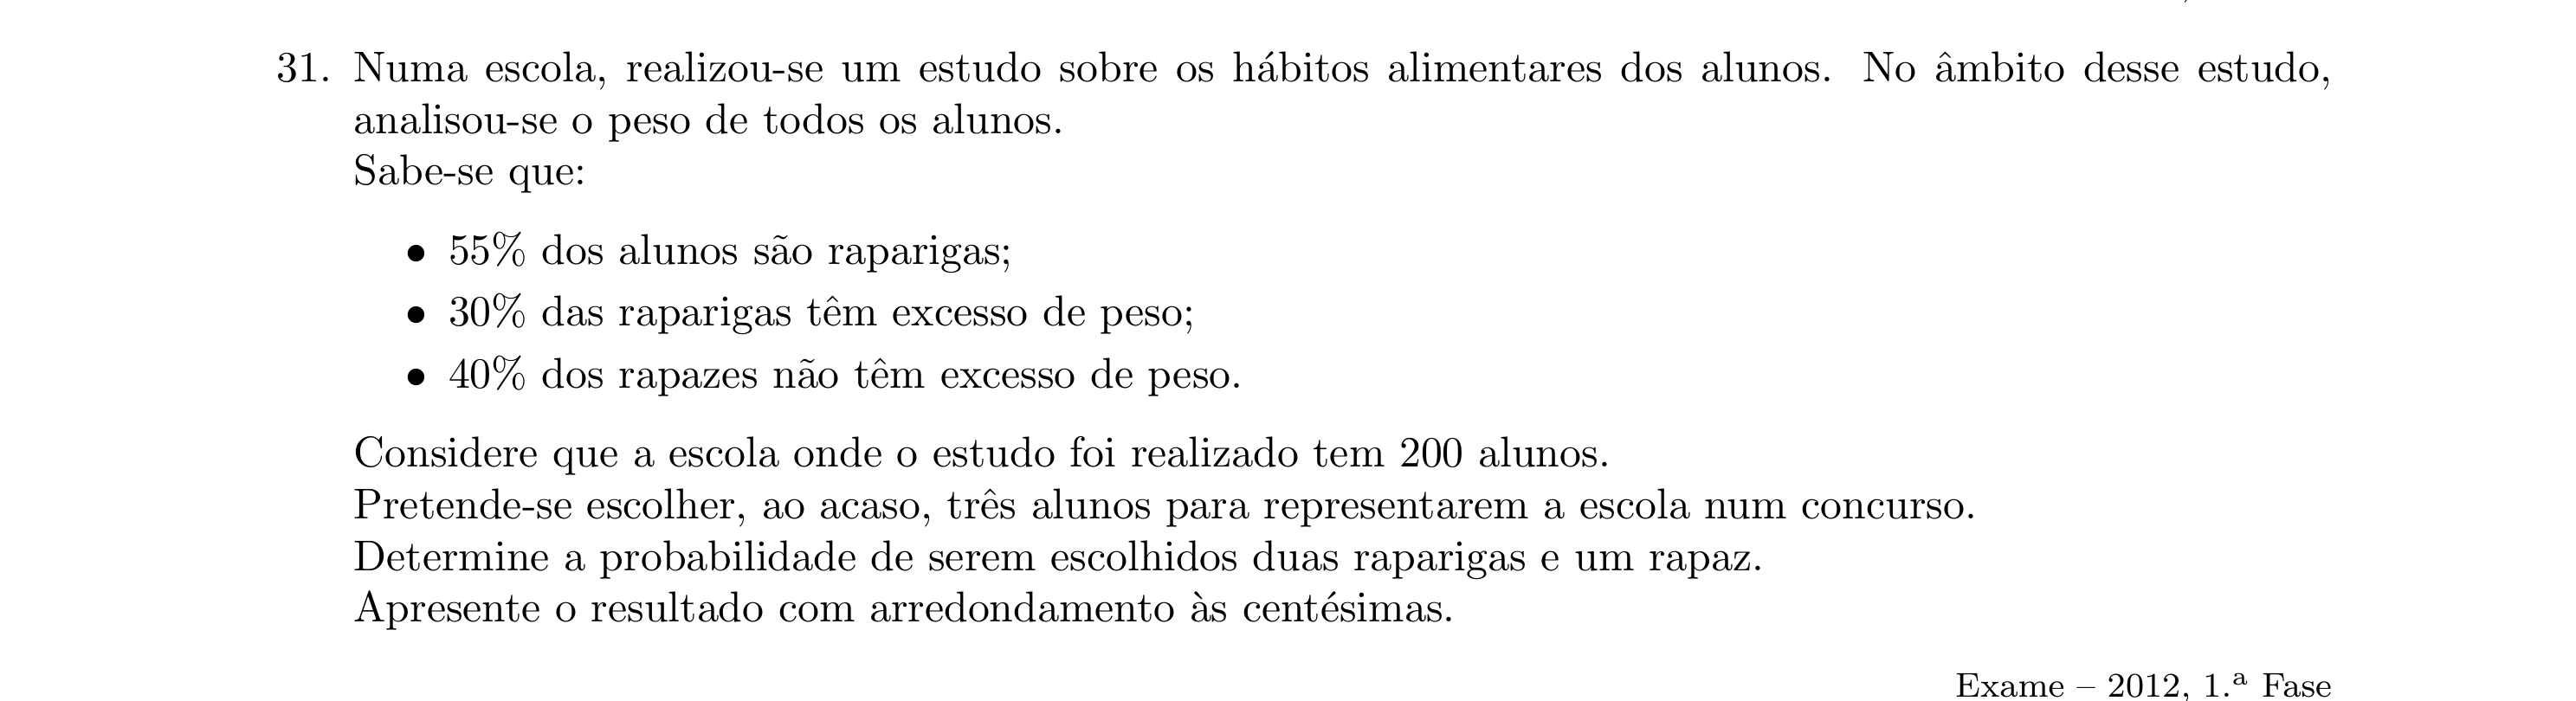 31. Numa escola, realizou-se um estudo sobre os hábitos alimentares dos alunos. No âmbito desse estudo,
analisou-se o peso de todos os alunos.
Sabe-se que:
• 55% dos alunos são raparigas;
• 30% das raparigas têm excesso de peso;
• 40% dos rapazes não têm excesso de peso.
Considere que a escola onde o estudo foi realizado tem 200 alunos.
Pretende-se escolher, ao acaso, três alunos para representarem a escola num concurso.
Determine a probabilidade de serem escolhidos duas raparigas e um rapaz.
Apresente o resultado com arredondamento às centésimas.
Exame – 2012, 1.ª Fase